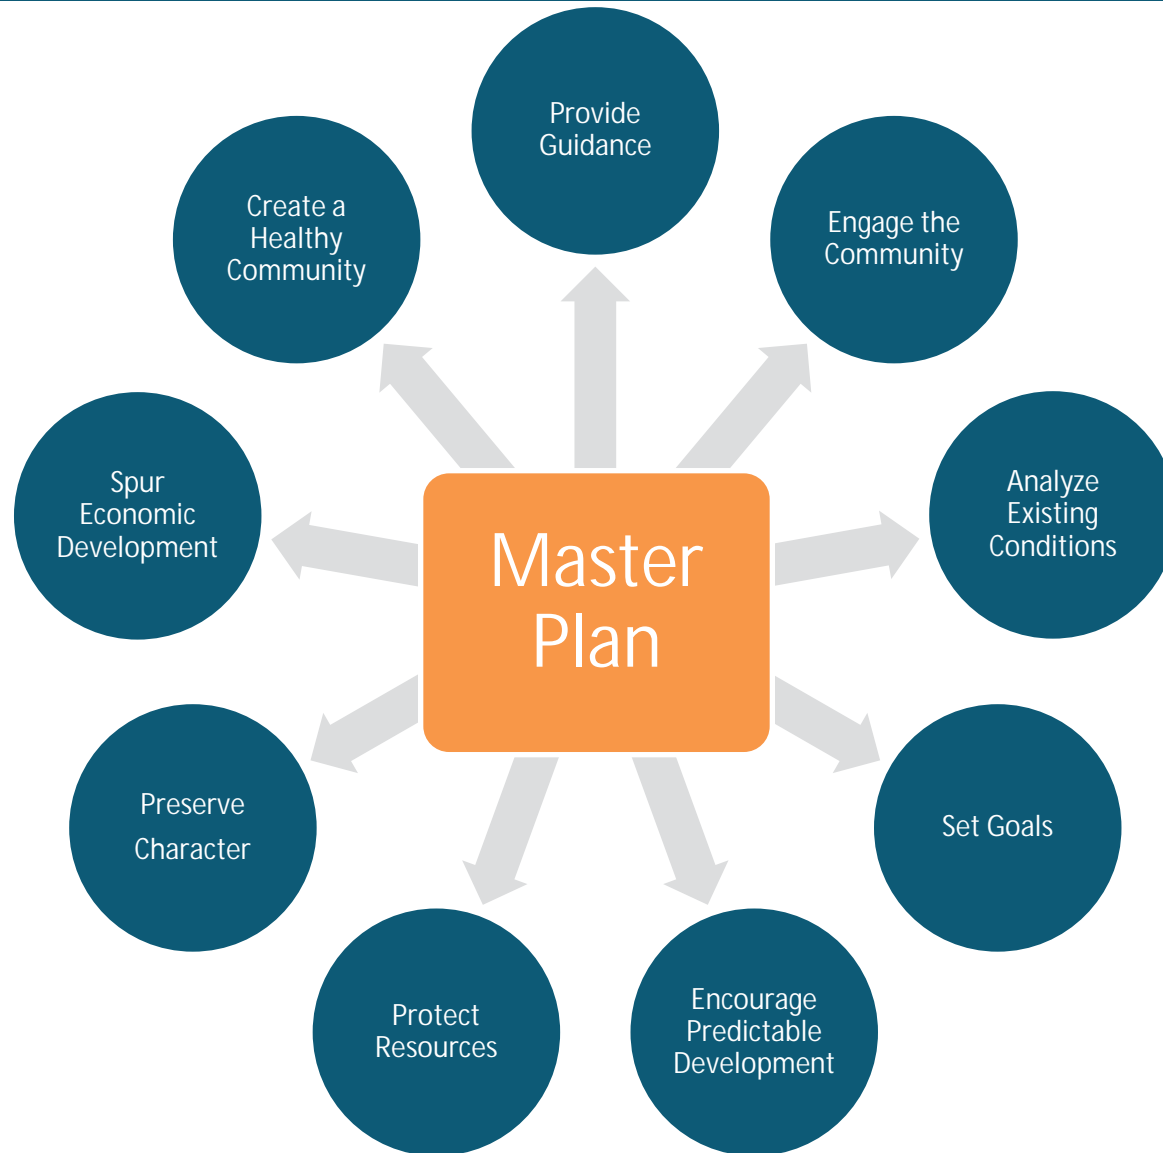 Provide
Guidance
Engage the
Community
Analyze
Existing
Conditions
Set Goals
Encourage
Predictable
Development
Protect
Resources
Preserve
Character
Spur
Economic
Development
Create a
Healthy
Community
Master
Plan